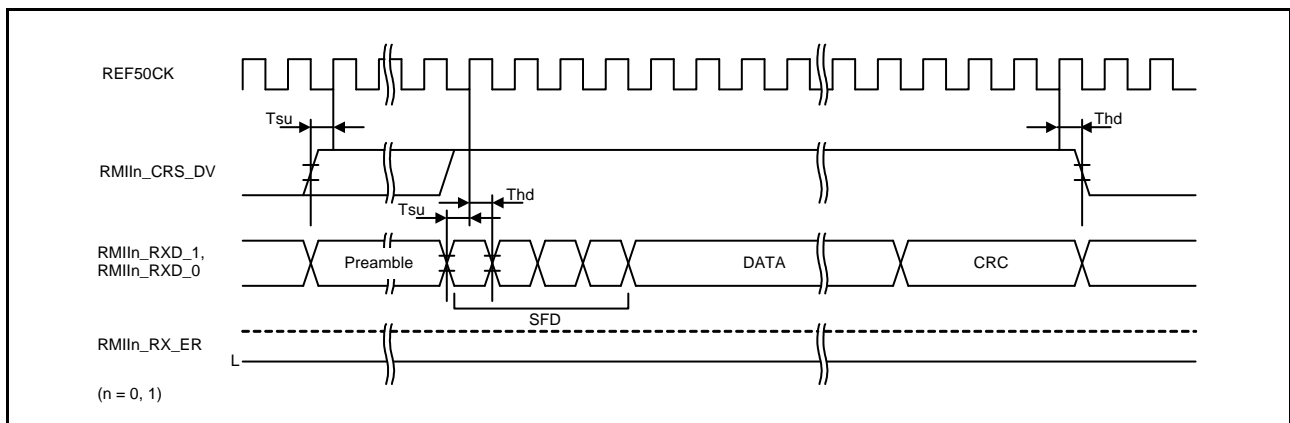 REF50CK
Tsu
Thd
RMIIn_CRS_DV
Thd
Tsu
RMIIn_RXD_1,
RMIIn_RXD_0
Preamble
DATA
CRC
SFD
RMIIn_RX_ER
L
(n = 0, 1)